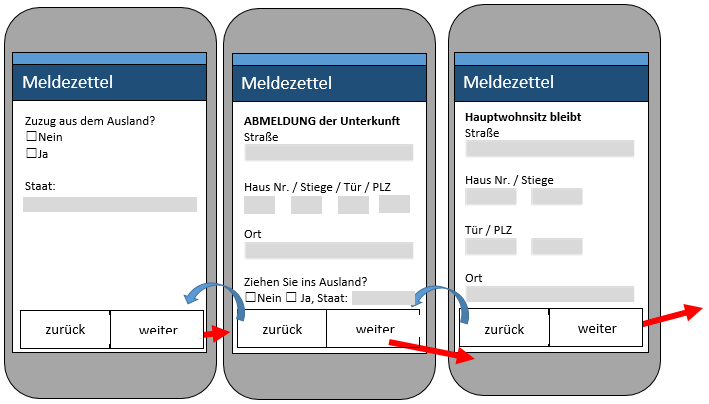 Meldezettel
Zuzug aus dem Ausland?
☐Nein
☐Ja
Staat:
zurück
weiter
Meldezettel
ABMELDUNG der Unterkunft
Straße
Haus Nr. / Stiege / Tür / PLZ
Ort
Ziehen Sie ins Ausland?
☐Nein ☐ Ja, Staat:
zurück
weiter
Meldezettel
Hauptwohnsitz bleibt
Straße
Haus Nr. / Stiege
Tür / PLZ
Ort
zurück
weiter